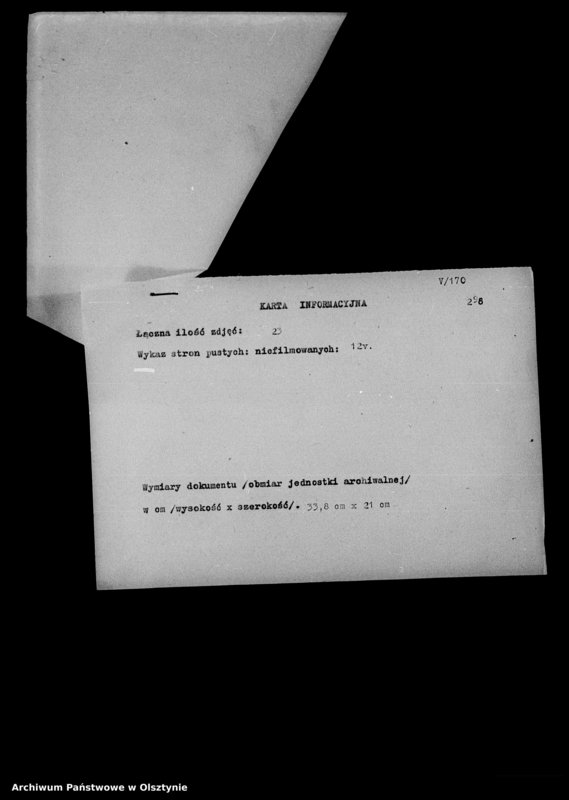 V/170
KARTA INFORMACYJNA
Łączna ilość zdjęć: 23
Wykaz stron pustych: niefilmowanych: 12v.
Wymiary dokumentu /obmiar jednostki archiwalnej/
w cm /wysokość x szerokość/. 33,8 cm x 21 cm
Archiwum Państwowe w Olsztynie